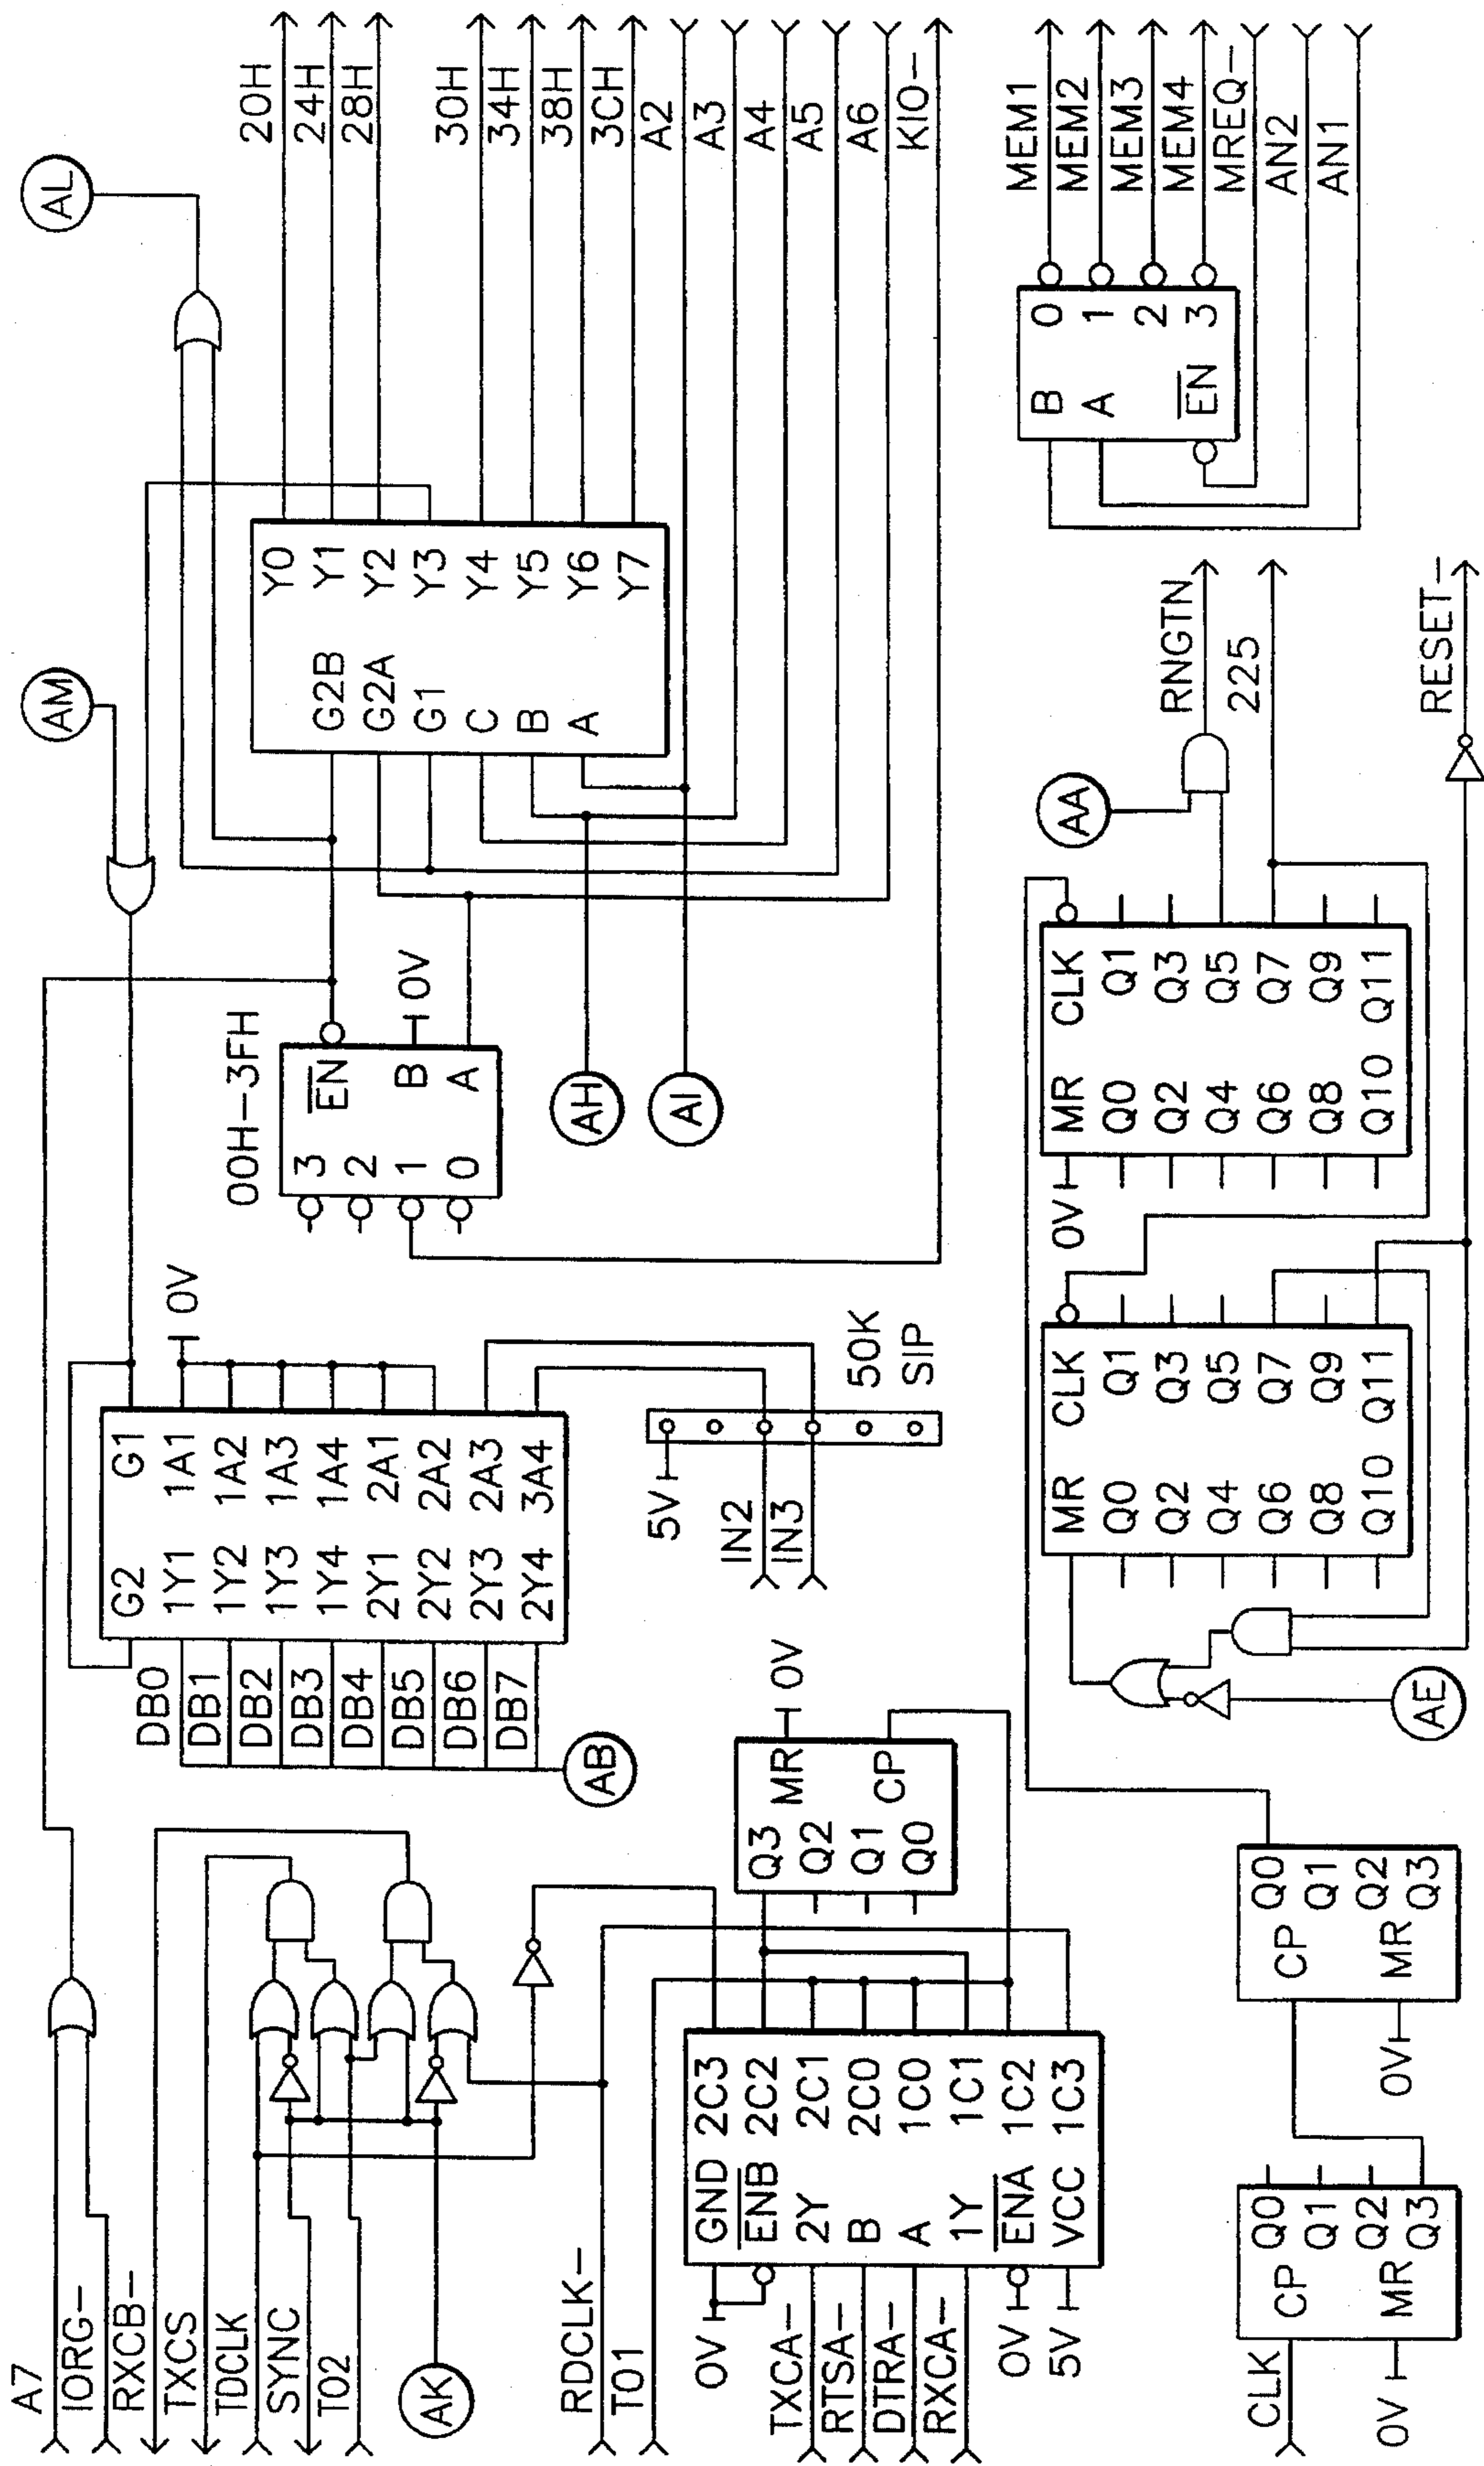 A7
IORG-
RXCB-
TXCS
TDCLK
SYNC
TO2
AK
RDCLK-
TO1
0V
TXCA-
RTSA-
DTRA-
RXCA-
0V
5V
GND 2C3
ENB 2C2
2Y 2C1
B 2C0
A 1C0
1Y 1C1
ENA 1C2
VCC 1C3
Q3 MR
Q2
Q1 CP
Q0
0V
DB0
DB1
DB2
DB3
DB4
DB5
DB6
DB7
AB
G2 G1
1Y1 1A1
1Y2 1A2
1Y3 1A3
1Y4 1A4
2Y1 2A1
2Y2 2A2
2Y3 2A3
2Y4 3A4
0V
5V
IN2
IN3
50K
SIP
00H-3FH
3 EN
2
1 B
0 A
0V
AH
AI
AM
AL
G2B Y0
G2A Y1
G1 Y2
C Y3
B Y4
A Y5
Y6
Y7
20H
24H
28H
30H
34H
38H
3CH
A2
A3
A4
A5
A6
KIO-
CLK
0V
CP Q0
Q1
MR Q2
Q3
0V
CP Q0
Q1
MR Q2
Q3
AE
MR CLK
Q0 Q1
Q2 Q3
Q4 Q5
Q6 Q7
Q8 Q9
Q10 Q11
0V
MR CLK
Q0 Q1
Q2 Q3
Q4 Q5
Q6 Q7
Q8 Q9
Q10 Q11
AA
RNGTN
225
RESET-
B 0
A 1
2
EN 3
MEM1
MEM2
MEM3
MEM4
MREQ-
AN2
AN1